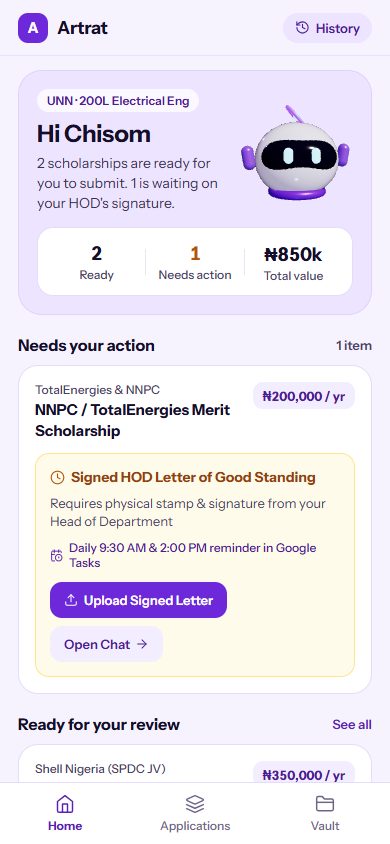 A Artrat
History
UNN · 200L Electrical Eng
Hi Chisom
2 scholarships are ready for
you to submit. 1 is waiting on
your HOD's signature.
2
Ready
1
Needs action
₦850k
Total value
Needs your action
1 item
TotalEnergies & NNPC
₦200,000 / yr
NNPC / TotalEnergies Merit
Scholarship
Signed HOD Letter of Good Standing
Requires physical stamp & signature from your
Head of Department
Daily 9:30 AM & 2:00 PM reminder in Google
Tasks
Upload Signed Letter
Open Chat →
Ready for your review
See all
Shell Nigeria (SPDC JV)
₦350,000 / yr
Home
Applications
Vault